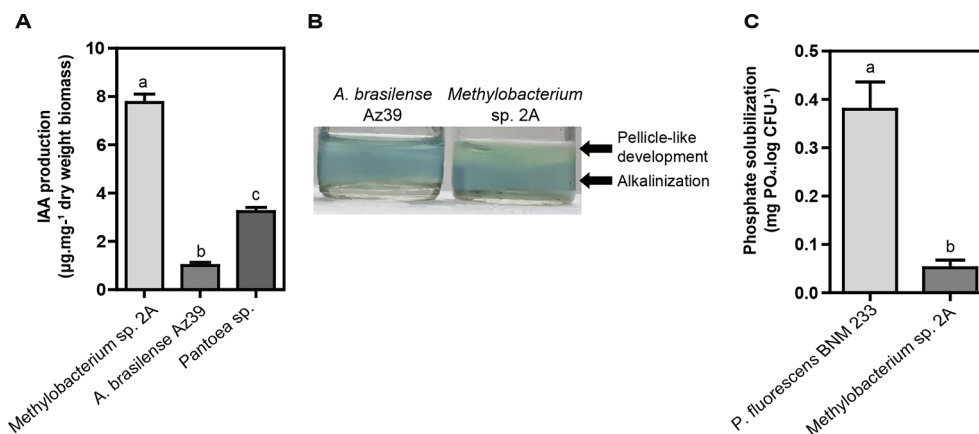 A
IAA production
(µg.mg-¹ dry weight biomass)
10
8
6
4
2
0
a
b
c
Methylobacterium sp. 2A
A. brasilense Az39
Pantoea sp.
B
A. brasilense
Az39
Methylobacterium
sp. 2A
Pellicle-like
development
Alkalinization
C
Phosphate solubilization
(mg PO₄.log CFU-¹)
0.5
0.4
0.3
0.2
0.1
0.0
a
b
P. fluorescens BNM 233
Methylobacterium sp. 2A